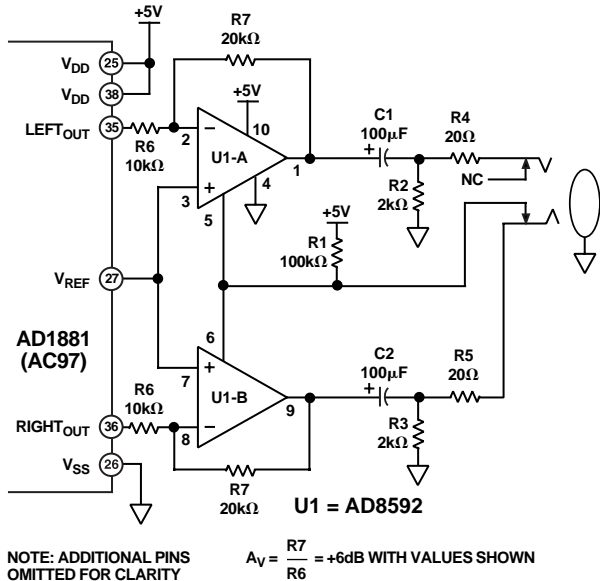 +5V
R7
20kΩ
VDD
25
VDD
38
LEFTOUT
35
R6
10kΩ
+5V
2
−
10
U1-A
1
+
3
4
5
C1
+
100µF
R4
20Ω
NC
R2
2kΩ
+5V
R1
100kΩ
VREF
27
AD1881
(AC97)
6
7
+
U1-B
9
8
−
R6
10kΩ
RIGHTOUT
36
C2
+
100µF
R5
20Ω
R3
2kΩ
VSS
26
R7
20kΩ
U1 = AD8592
NOTE: ADDITIONAL PINS
OMITTED FOR CLARITY
AV = R7/R6 = +6dB WITH VALUES SHOWN